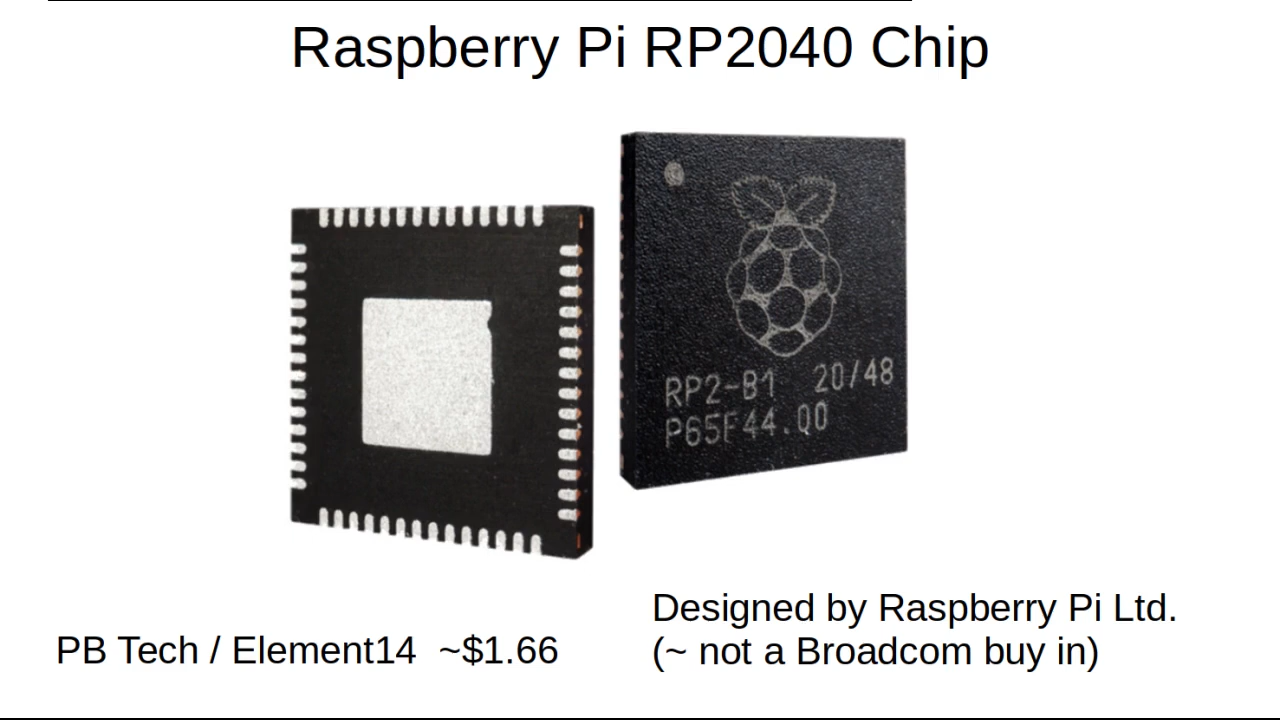 Raspberry Pi RP2040 Chip
RP2-B1 20/48
P65F44.00
PB Tech / Element14 ~$1.66
Designed by Raspberry Pi Ltd.
(~ not a Broadcom buy in)